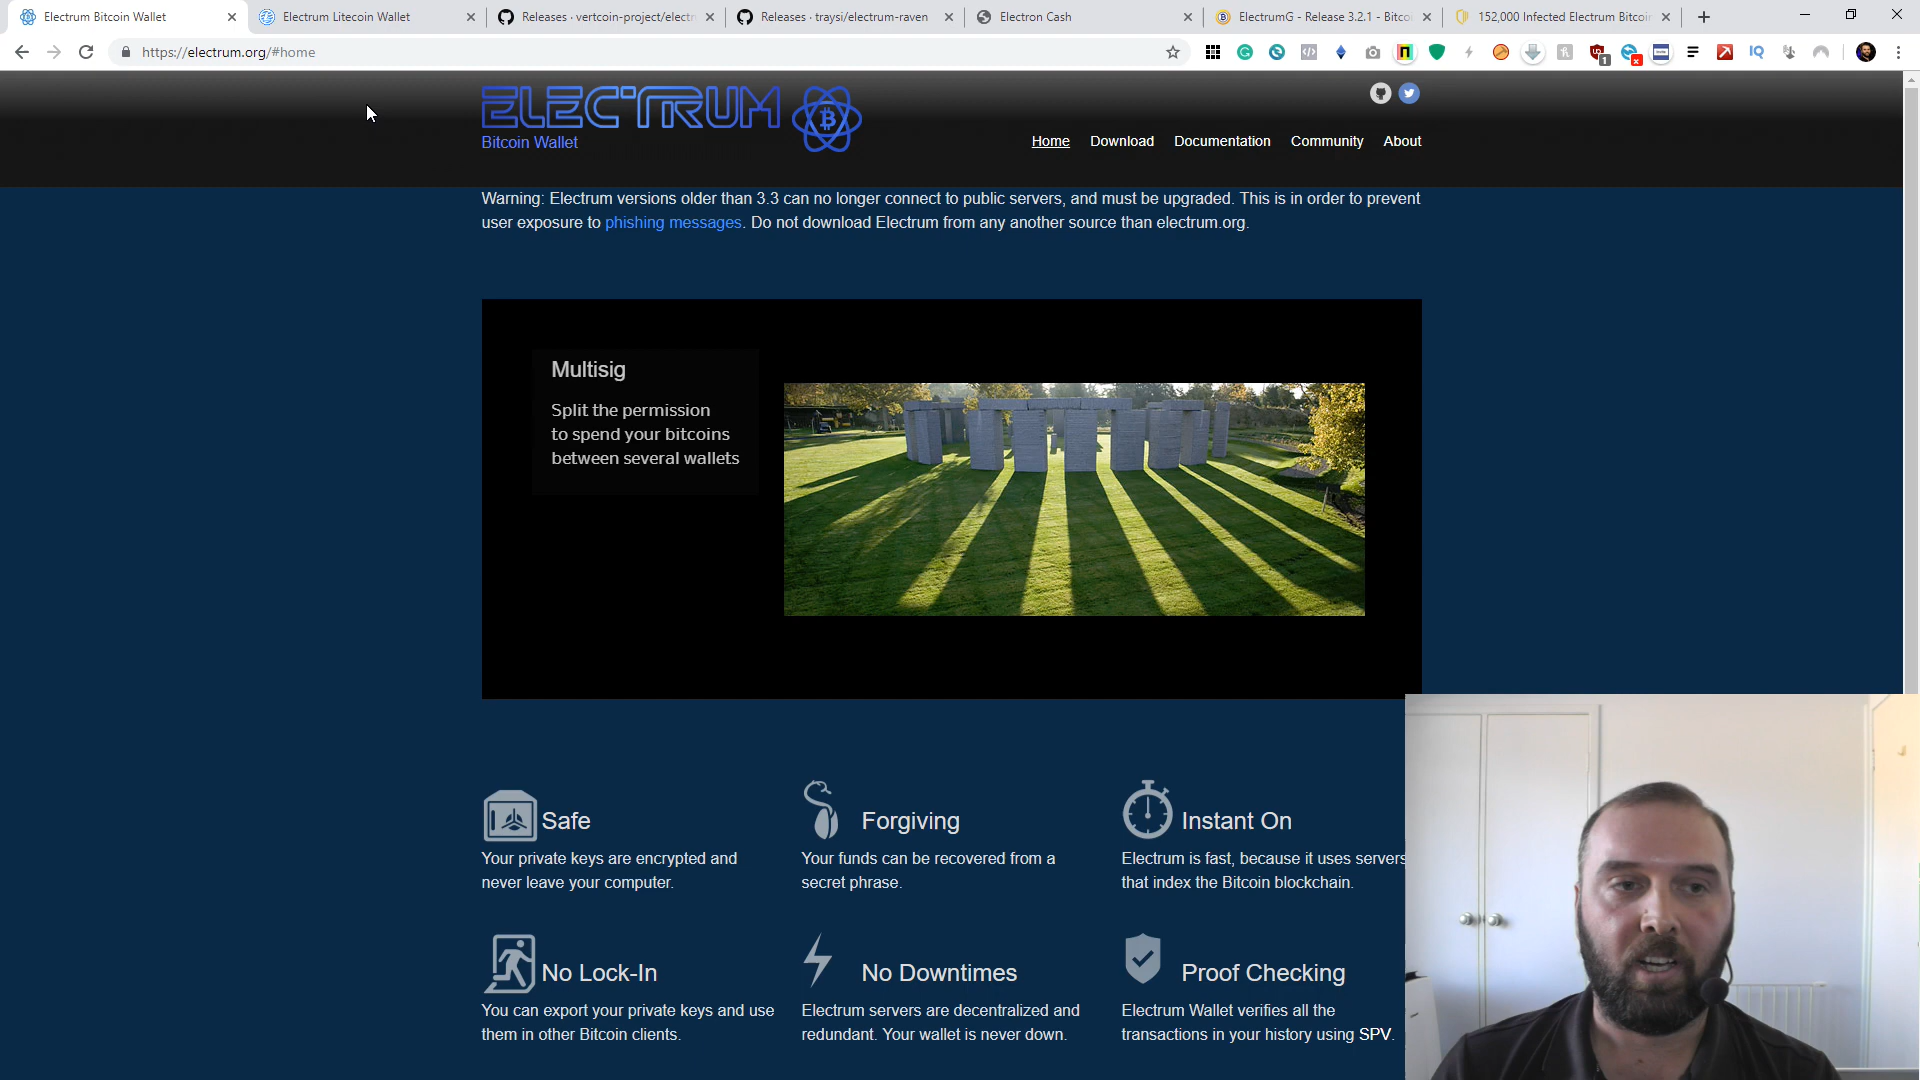 Electrum Bitcoin Wallet
Electrum Litecoin Wallet
Releases · vertcoin-project/electr
Releases · traysi/electrum-raven
Electron Cash
ElectrumG - Release 3.2.1 - Bitco
152,000 Infected Electrum Bitcoi
https://electrum.org/#home
IQ
1
ELECTRUM
Bitcoin Wallet
Home
Download
Documentation
Community
About
Warning: Electrum versions older than 3.3 can no longer connect to public servers, and must be upgraded. This is in order to prevent
user exposure to phishing messages. Do not download Electrum from any another source than electrum.org.
Multisig
Split the permission
to spend your bitcoins
between several wallets
Safe
Your private keys are encrypted and
never leave your computer.
Forgiving
Your funds can be recovered from a
secret phrase.
Instant On
Electrum is fast, because it uses servers
that index the Bitcoin blockchain.
No Lock-In
You can export your private keys and use
them in other Bitcoin clients.
No Downtimes
Electrum servers are decentralized and
redundant. Your wallet is never down.
Proof Checking
Electrum Wallet verifies all the
transactions in your history using SPV.